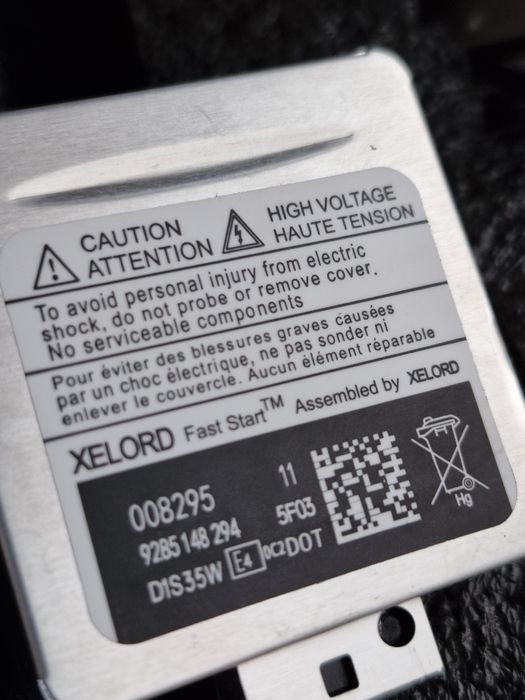 CAUTION
ATTENTION
HIGH VOLTAGE
HAUTE TENSION
To avoid personal injury from electric
shock, do not probe or remove cover.
No serviceable components
Pour éviter des blessures graves causées
par un choc électrique, ne pas sonder ni
enlever le couvercle. Aucun élément réparable
XELORD Fast Start™ Assembled by XELORD
008295 11
9285 148 294 5F03
D1S35W E4 DC2DOT
Hg